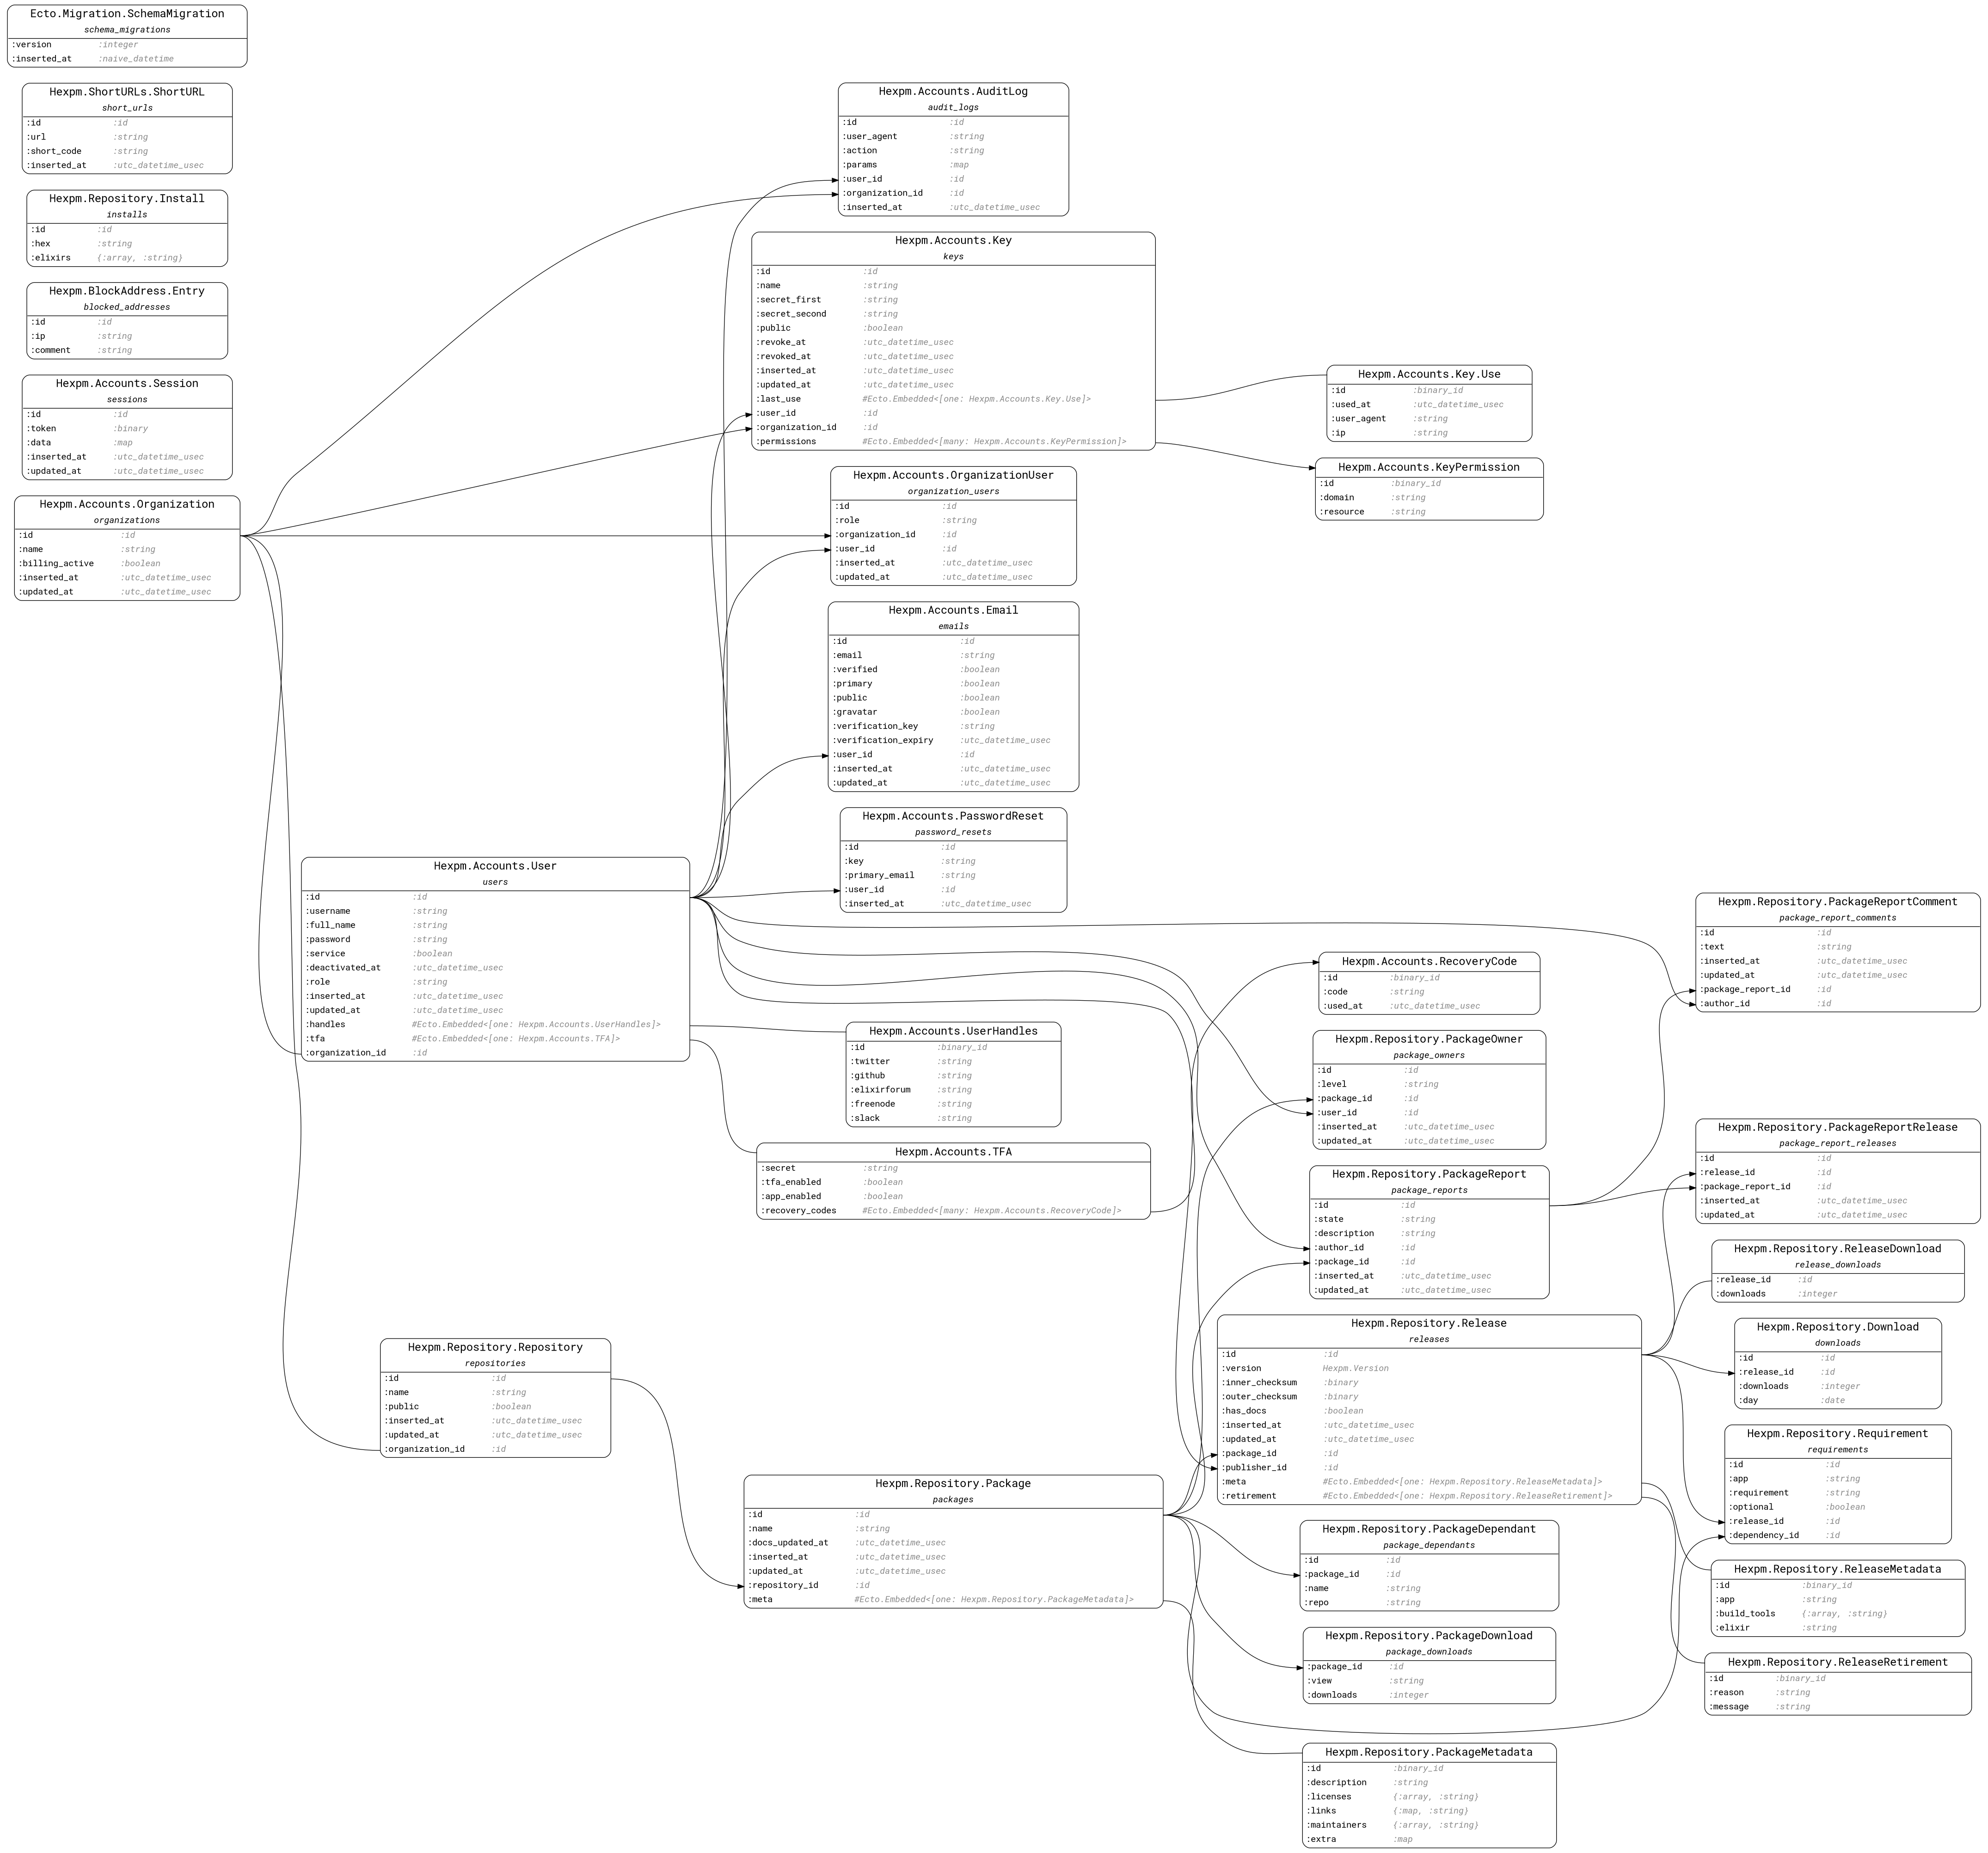 Ecto.Migration.SchemaMigration
schema_migrations
:version :integer
:inserted_at :naive_datetime
Hexpm.ShortURLs.ShortURL
short_urls
:id :id
:url :string
:short_code :string
:inserted_at :utc_datetime_usec
Hexpm.Repository.Install
installs
:id :id
:hex :string
:elixirs {:array, :string}
Hexpm.BlockAddress.Entry
blocked_addresses
:id :id
:ip :string
:comment :string
Hexpm.Accounts.Session
sessions
:id :id
:token :binary
:data :map
:inserted_at :utc_datetime_usec
:updated_at :utc_datetime_usec
Hexpm.Accounts.Organization
organizations
:id :id
:name :string
:billing_active :boolean
:inserted_at :utc_datetime_usec
:updated_at :utc_datetime_usec
Hexpm.Accounts.User
users
:id :id
:username :string
:full_name :string
:password :string
:service :boolean
:deactivated_at :utc_datetime_usec
:role :string
:inserted_at :utc_datetime_usec
:updated_at :utc_datetime_usec
:handles #Ecto.Embedded<[one: Hexpm.Accounts.UserHandles]>
:tfa #Ecto.Embedded<[one: Hexpm.Accounts.TFA]>
:organization_id :id
Hexpm.Repository.Repository
repositories
:id :id
:name :string
:public :boolean
:inserted_at :utc_datetime_usec
:updated_at :utc_datetime_usec
:organization_id :id
Hexpm.Accounts.AuditLog
audit_logs
:id :id
:user_agent :string
:action :string
:params :map
:user_id :id
:organization_id :id
:inserted_at :utc_datetime_usec
Hexpm.Accounts.Key
keys
:id :id
:name :string
:secret_first :string
:secret_second :string
:public :boolean
:revoke_at :utc_datetime_usec
:revoked_at :utc_datetime_usec
:inserted_at :utc_datetime_usec
:updated_at :utc_datetime_usec
:last_use #Ecto.Embedded<[one: Hexpm.Accounts.Key.Use]>
:user_id :id
:organization_id :id
:permissions #Ecto.Embedded<[many: Hexpm.Accounts.KeyPermission]>
Hexpm.Accounts.OrganizationUser
organization_users
:id :id
:role :string
:organization_id :id
:user_id :id
:inserted_at :utc_datetime_usec
:updated_at :utc_datetime_usec
Hexpm.Accounts.Email
emails
:id :id
:email :string
:verified :boolean
:primary :boolean
:public :boolean
:gravatar :boolean
:verification_key :string
:verification_expiry :utc_datetime_usec
:user_id :id
:inserted_at :utc_datetime_usec
:updated_at :utc_datetime_usec
Hexpm.Accounts.PasswordReset
password_resets
:id :id
:key :string
:primary_email :string
:user_id :id
:inserted_at :utc_datetime_usec
Hexpm.Accounts.UserHandles
:id :binary_id
:twitter :string
:github :string
:elixirforum :string
:freenode :string
:slack :string
Hexpm.Accounts.TFA
:secret :string
:tfa_enabled :boolean
:app_enabled :boolean
:recovery_codes #Ecto.Embedded<[many: Hexpm.Accounts.RecoveryCode]>
Hexpm.Repository.Package
packages
:id :id
:name :string
:docs_updated_at :utc_datetime_usec
:inserted_at :utc_datetime_usec
:updated_at :utc_datetime_usec
:repository_id :id
:meta #Ecto.Embedded<[one: Hexpm.Repository.PackageMetadata]>
Hexpm.Accounts.Key.Use
:id :binary_id
:used_at :utc_datetime_usec
:user_agent :string
:ip :string
Hexpm.Accounts.KeyPermission
:id :binary_id
:domain :string
:resource :string
Hexpm.Accounts.RecoveryCode
:id :binary_id
:code :string
:used_at :utc_datetime_usec
Hexpm.Repository.PackageOwner
package_owners
:id :id
:level :string
:package_id :id
:user_id :id
:inserted_at :utc_datetime_usec
:updated_at :utc_datetime_usec
Hexpm.Repository.PackageReport
package_reports
:id :id
:state :string
:description :string
:author_id :id
:package_id :id
:inserted_at :utc_datetime_usec
:updated_at :utc_datetime_usec
Hexpm.Repository.Release
releases
:id :id
:version Hexpm.Version
:inner_checksum :binary
:outer_checksum :binary
:has_docs :boolean
:inserted_at :utc_datetime_usec
:updated_at :utc_datetime_usec
:package_id :id
:publisher_id :id
:meta #Ecto.Embedded<[one: Hexpm.Repository.ReleaseMetadata]>
:retirement #Ecto.Embedded<[one: Hexpm.Repository.ReleaseRetirement]>
Hexpm.Repository.PackageDependant
package_dependants
:id :id
:package_id :id
:name :string
:repo :string
Hexpm.Repository.PackageDownload
package_downloads
:package_id :id
:view :string
:downloads :integer
Hexpm.Repository.PackageMetadata
:id :binary_id
:description :string
:licenses {:array, :string}
:links {:map, :string}
:maintainers {:array, :string}
:extra :map
Hexpm.Repository.PackageReportComment
package_report_comments
:id :id
:text :string
:inserted_at :utc_datetime_usec
:updated_at :utc_datetime_usec
:package_report_id :id
:author_id :id
Hexpm.Repository.PackageReportRelease
package_report_releases
:id :id
:release_id :id
:package_report_id :id
:inserted_at :utc_datetime_usec
:updated_at :utc_datetime_usec
Hexpm.Repository.ReleaseDownload
release_downloads
:release_id :id
:downloads :integer
Hexpm.Repository.Download
downloads
:id :id
:release_id :id
:downloads :integer
:day :date
Hexpm.Repository.Requirement
requirements
:id :id
:app :string
:requirement :string
:optional :boolean
:release_id :id
:dependency_id :id
Hexpm.Repository.ReleaseMetadata
:id :binary_id
:app :string
:build_tools {:array, :string}
:elixir :string
Hexpm.Repository.ReleaseRetirement
:id :binary_id
:reason :string
:message :string